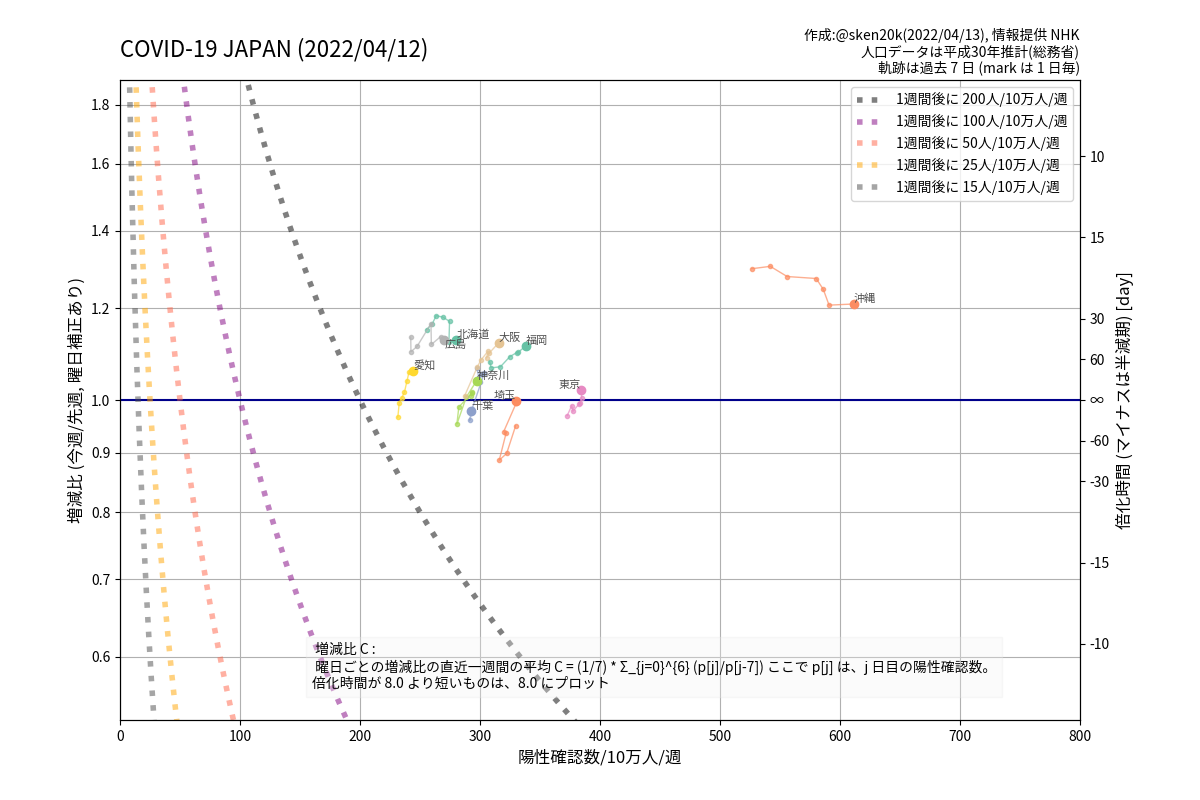 COVID-19 JAPAN (2022/04/12)
作成:@sken20k(2022/04/13), 情報提供 NHK
人口データは平成30年推計(総務省)
軌跡は過去７日 (mark は１日毎)
1週間後に 200人/10万人/週
1週間後に 100人/10万人/週
1週間後に 50人/10万人/週
1週間後に 25人/10万人/週
1週間後に 15人/10万人/週
1.8
1.6
1.4
1.2
1.0
0.9
0.8
0.7
0.6
増減比 (今週/先週, 曜日補正あり)
10
15
30
60
∞
-60
-30
-15
-10
倍化時間 (マイナスは半減期) [day]
沖縄
北海道
広島
大阪
福岡
愛知
神奈川
東京
埼玉
千葉
増減比 C :
曜日ごとの増減比の直近一週間の平均 C = (1/7) * Σ_{j=0}^{6} (p[j]/p[j-7]) ここで p[j] は、j 日目の陽性確認数。
倍化時間が 8.0 より短いものは、8.0 にプロット
0 100 200 300 400 500 600 700 800
陽性確認数/10万人/週